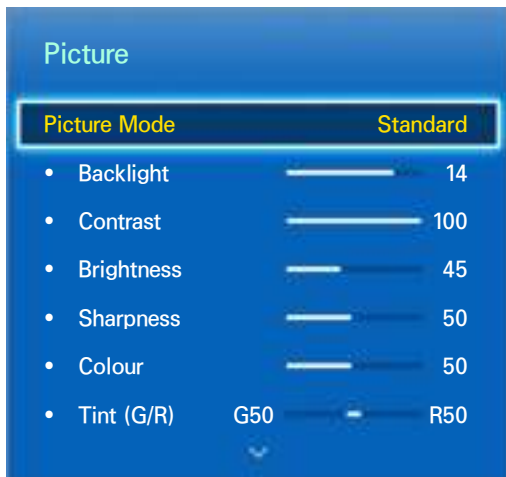 Picture
Picture Mode Standard
• Backlight 14
• Contrast 100
• Brightness 45
• Sharpness 50
• Colour 50
• Tint (G/R) G50 R50